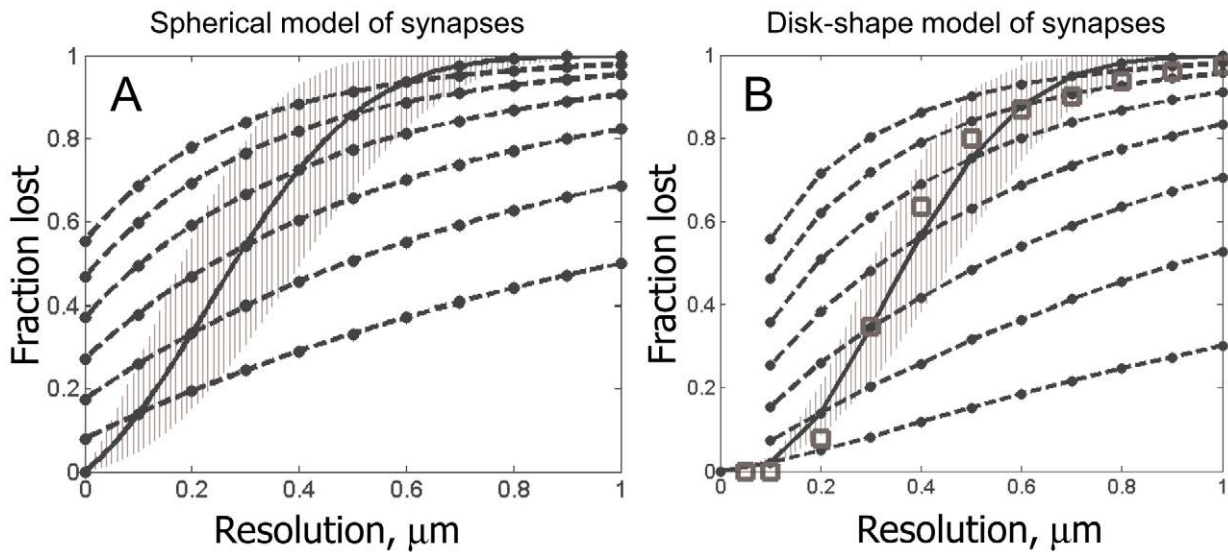 Spherical model of synapses
A
Fraction lost
1
0.8
0.6
0.4
0.2
0
0 0.2 0.4 0.6 0.8 1
Resolution, μm
Disk-shape model of synapses
B
Fraction lost
1
0.8
0.6
0.4
0.2
0
0 0.2 0.4 0.6 0.8 1
Resolution, μm